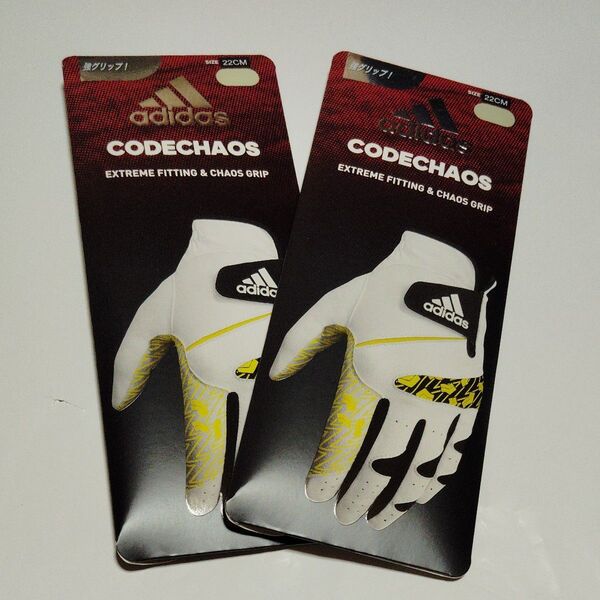 強グリップ!
SIZE 22CM
adidas
CODECHAOS
EXTREME FITTING & CHAOS GRIP
adidas
強グリップ!
SIZE 22CM
adidas
CODECHAOS
EXTREME FITTING & CHAOS GRIP
adidas